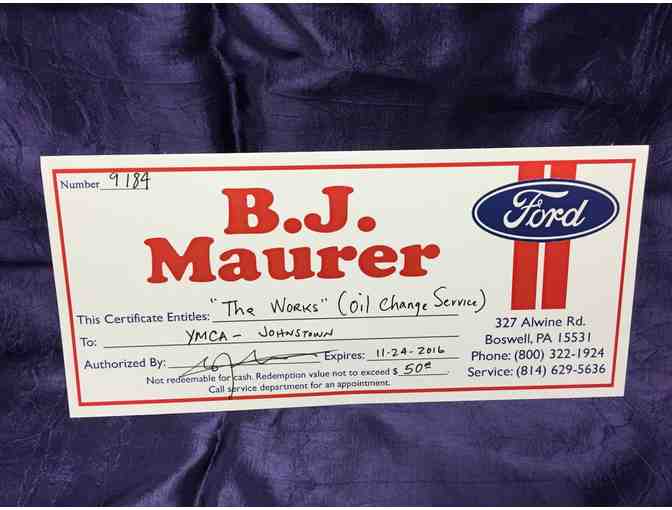 Number 9184
B.J.
Maurer
Ford
This Certificate Entitles: "The Works" (Oil Change Service)
To: YMCA - Johnstown
Authorized By: Expires: 11-24-2016
Not redeemable for cash. Redemption value not to exceed $ 50
Call service department for an appointment.
327 Alwine Rd.
Boswell, PA 15531
Phone: (800) 322-1924
Service: (814) 629-5636